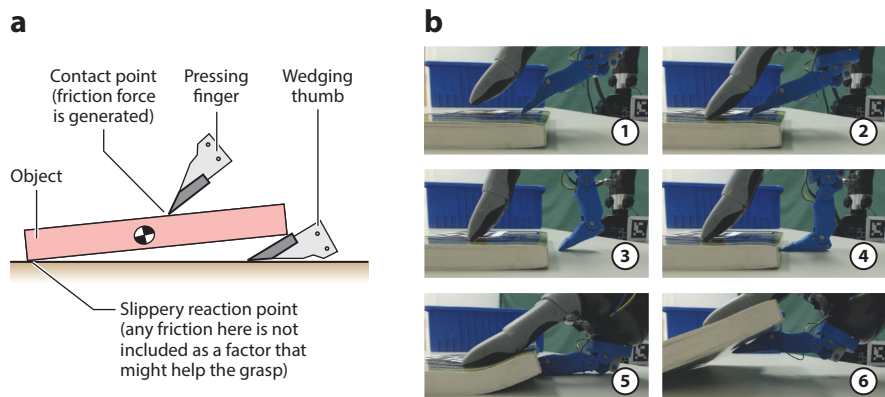 a
Contact point
(friction force
is generated)
Pressing
finger
Wedging
thumb
Object
Slippery reaction point
(any friction here is not
included as a factor that
might help the grasp)
b
1
2
3
4
5
6